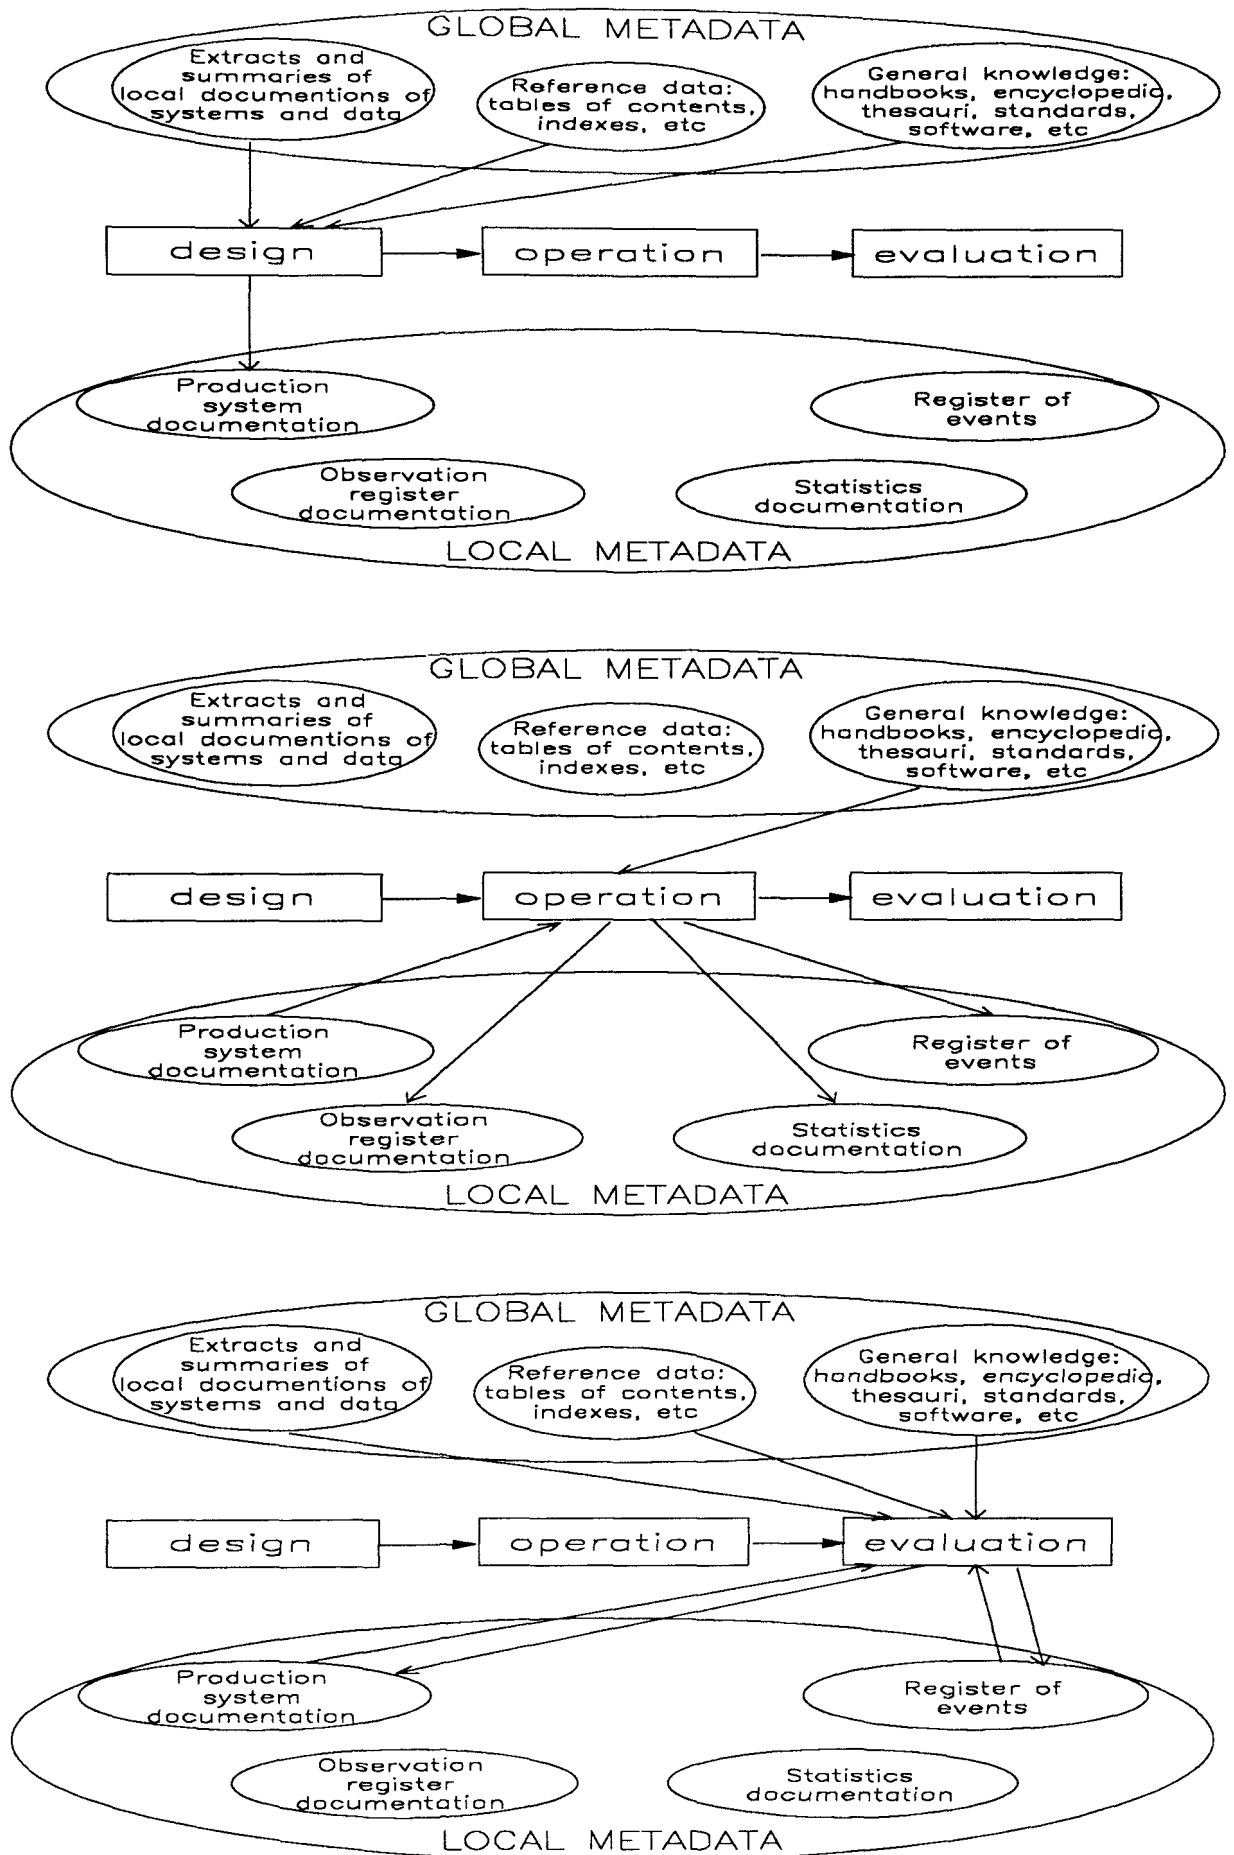 GLOBAL METADATA
Extracts and
summaries of
local documentions of
systems and data
Reference data:
tables of contents,
indexes, etc
General knowledge:
handbooks, encyclopedic,
thesauri, standards,
software, etc
design
operation
evaluation
Production
system
documentation
Register of
events
Observation
register
documentation
Statistics
documentation
LOCAL METADATA
GLOBAL METADATA
Extracts and
summaries of
local documentions of
systems and data
Reference data:
tables of contents,
indexes, etc
General knowledge:
handbooks, encyclopedic,
thesauri, standards,
software, etc
design
operation
evaluation
Production
system
documentation
Register of
events
Observation
register
documentation
Statistics
documentation
LOCAL METADATA
GLOBAL METADATA
Extracts and
summaries of
local documentions of
systems and data
Reference data:
tables of contents,
indexes, etc
General knowledge:
handbooks, encyclopedic,
thesauri, standards,
software, etc
design
operation
evaluation
Production
system
documentation
Register of
events
Observation
register
documentation
Statistics
documentation
LOCAL METADATA